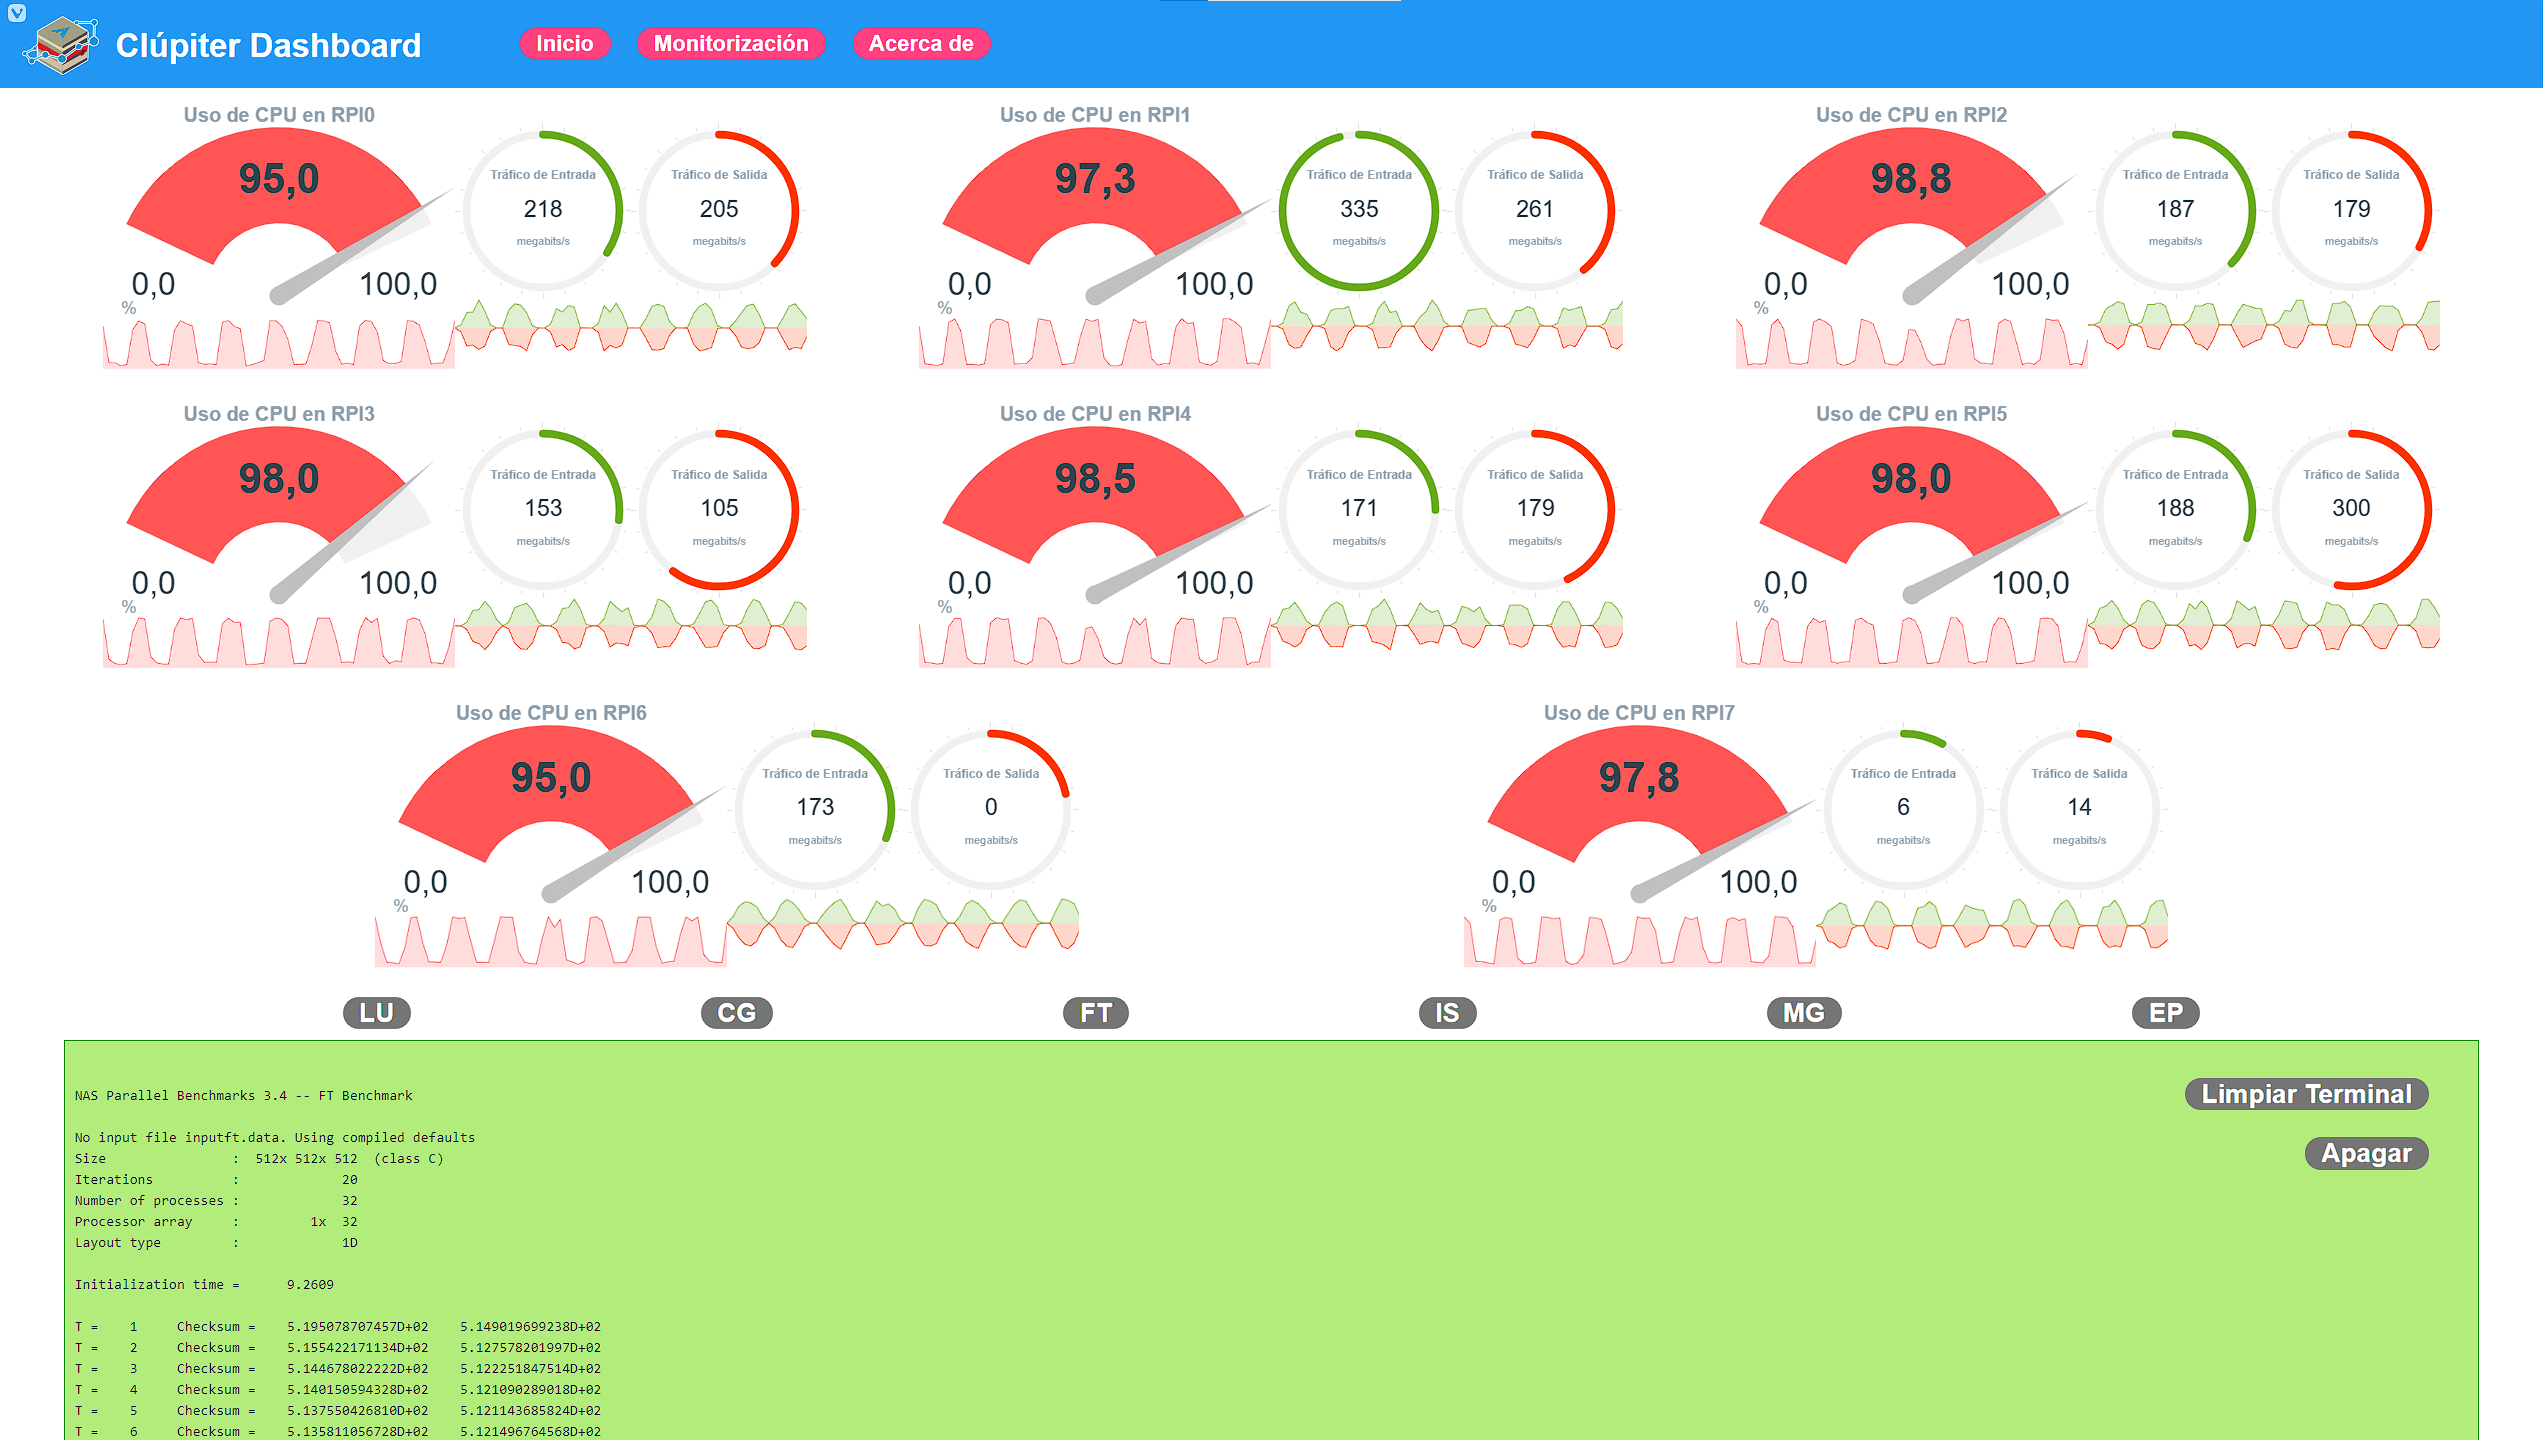 Clúpiter Dashboard
Inicio Monitorización Acerca de
Uso de CPU en RPI0
95,0
0,0 100,0
%
Tráfico de Entrada
218
megabits/s
Tráfico de Salida
205
megabits/s
Uso de CPU en RPI1
97,3
0,0 100,0
%
Tráfico de Entrada
335
megabits/s
Tráfico de Salida
261
megabits/s
Uso de CPU en RPI2
98,8
0,0 100,0
%
Tráfico de Entrada
187
megabits/s
Tráfico de Salida
179
megabits/s
Uso de CPU en RPI3
98,0
0,0 100,0
%
Tráfico de Entrada
153
megabits/s
Tráfico de Salida
105
megabits/s
Uso de CPU en RPI4
98,5
0,0 100,0
%
Tráfico de Entrada
171
megabits/s
Tráfico de Salida
179
megabits/s
Uso de CPU en RPI5
98,0
0,0 100,0
%
Tráfico de Entrada
188
megabits/s
Tráfico de Salida
300
megabits/s
Uso de CPU en RPI6
95,0
0,0 100,0
%
Tráfico de Entrada
173
megabits/s
Tráfico de Salida
0
megabits/s
Uso de CPU en RPI7
97,8
0,0 100,0
%
Tráfico de Entrada
6
megabits/s
Tráfico de Salida
14
megabits/s
LU CG FT IS MG EP
Limpiar Terminal
Apagar
NAS Parallel Benchmarks 3.4 -- FT Benchmark
No input file inputft.data. Using compiled defaults
Size : 512x 512x 512 (class C)
Iterations : 20
Number of processes : 32
Processor array : 1x 32
Layout type : 1D
Initialization time = 9.2609
T = 1 Checksum = 5.195078707457D+02 5.149019699238D+02
T = 2 Checksum = 5.155422171134D+02 5.127578201997D+02
T = 3 Checksum = 5.144678022222D+02 5.122251847514D+02
T = 4 Checksum = 5.140150594328D+02 5.121090289018D+02
T = 5 Checksum = 5.137550426810D+02 5.121143685824D+02
T = 6 Checksum = 5.135811056728D+02 5.121496764568D+02